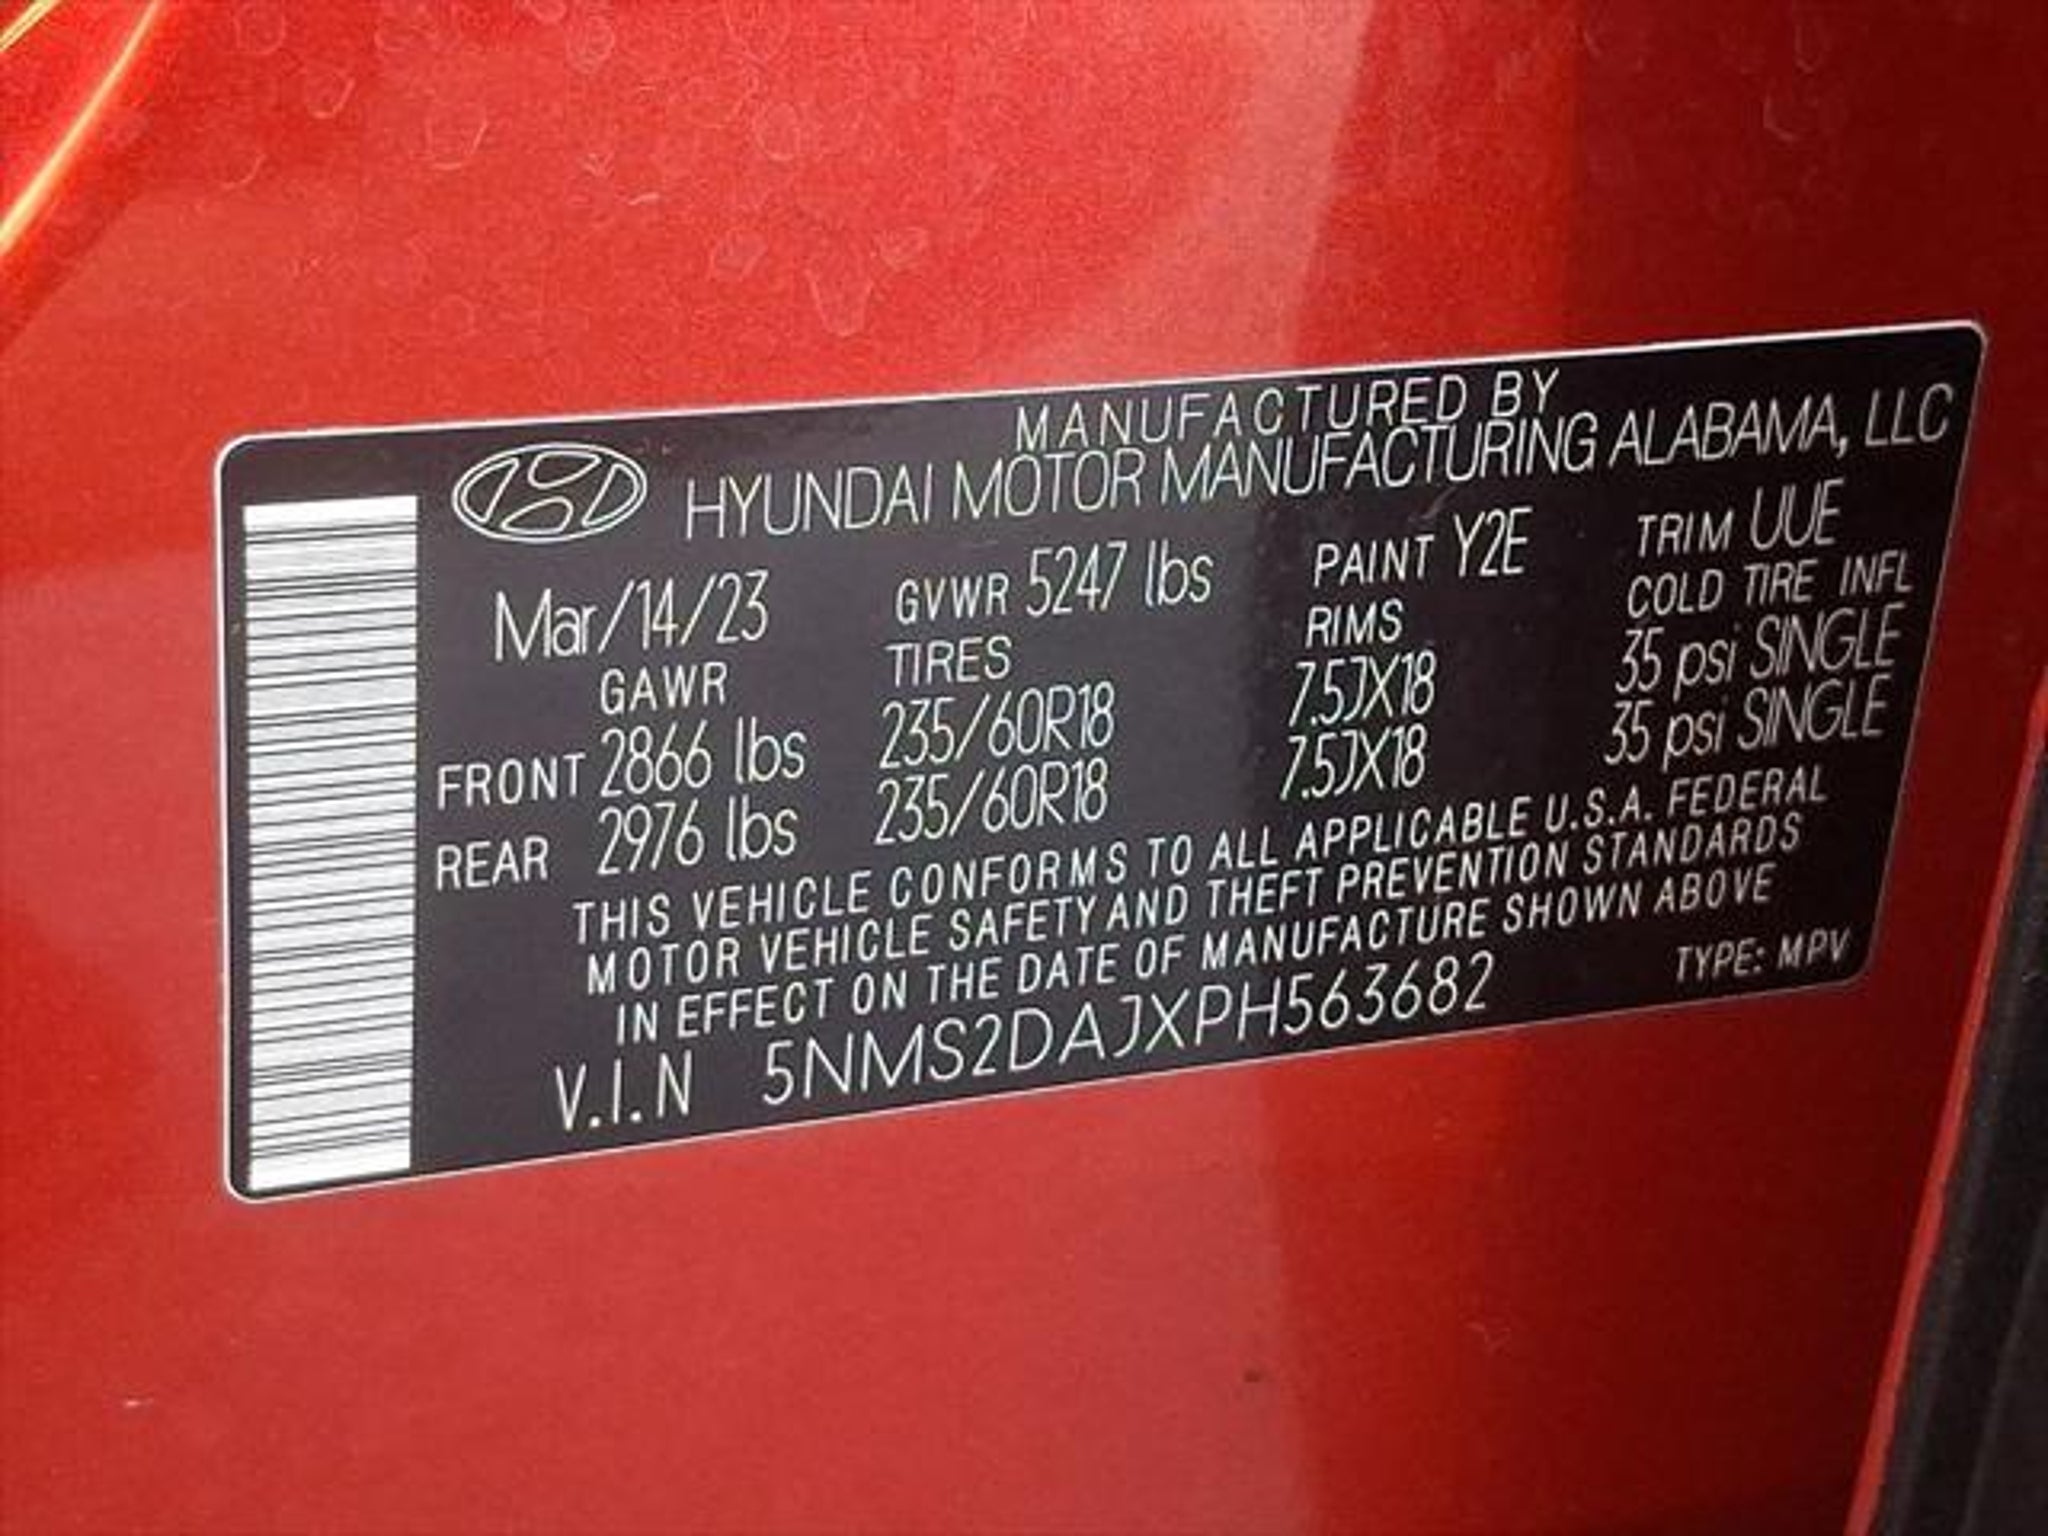 MANUFACTURED BY
HYUNDAI MOTOR MANUFACTURING ALABAMA, LLC
Mar/14/23 GVWR 5247 lbs PAINT Y2E TRIM UUE
GAWR TIRES RIMS COLD TIRE INFL
FRONT 2866 lbs 235/60R18 7.5JX18 35 psi SINGLE
REAR 2976 lbs 235/60R18 7.5JX18 35 psi SINGLE
THIS VEHICLE CONFORMS TO ALL APPLICABLE U.S.A. FEDERAL
MOTOR VEHICLE SAFETY AND THEFT PREVENTION STANDARDS
IN EFFECT ON THE DATE OF MANUFACTURE SHOWN ABOVE
V.I.N 5NMS2DAJXPH563682 TYPE: MPV